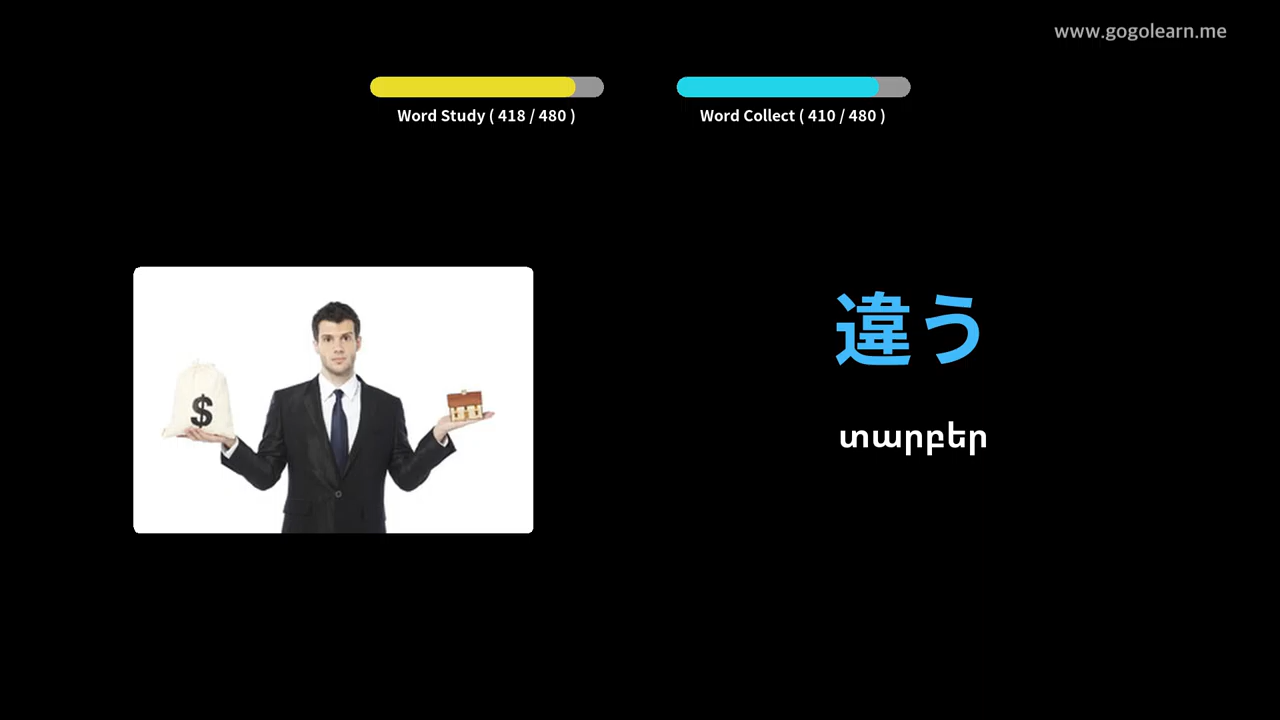 www.gogolearn.me
Word Study ( 418 / 480 )
Word Collect ( 410 / 480 )
違う
$
տարբեր